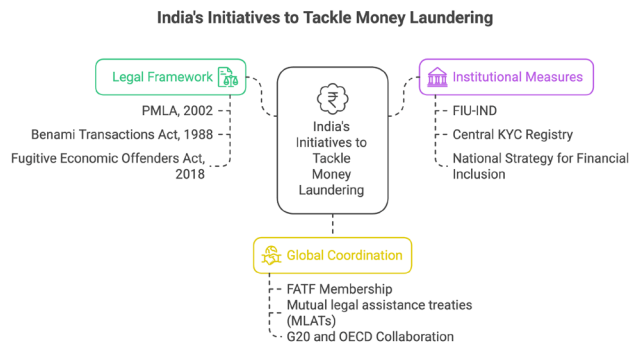 India's Initiatives to Tackle Money Laundering
Legal Framework
PMLA, 2002
Benami Transactions Act, 1988
Fugitive Economic Offenders Act,
2018
₹
India's
Initiatives to
Tackle
Money
Laundering
Institutional Measures
FIU-IND
Central KYC Registry
National Strategy for Financial
Inclusion
Global Coordination
FATF Membership
Mutual legal assistance treaties
(MLATs)
G20 and OECD Collaboration